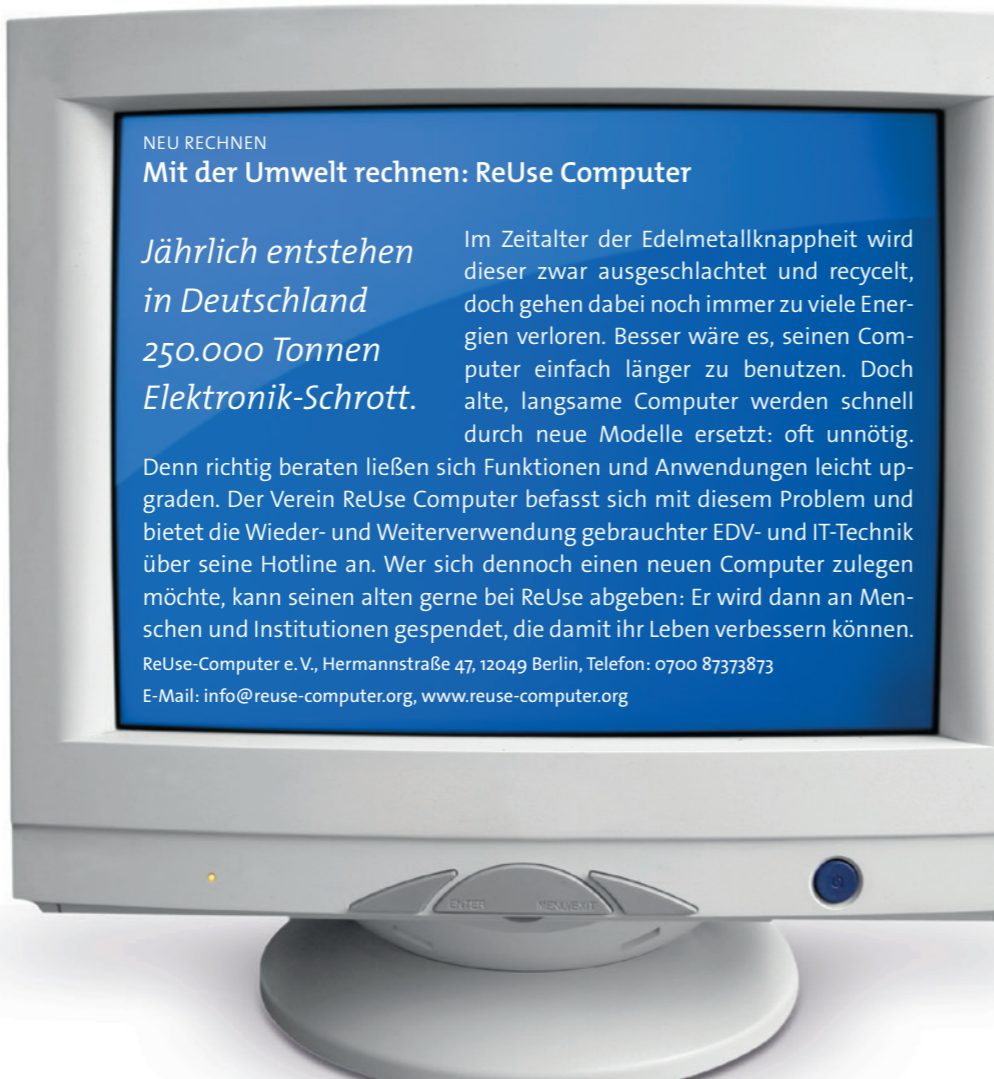 NEU RECHNEN
Mit der Umwelt rechnen: ReUse Computer
Jährlich entstehen
in Deutschland
250.000 Tonnen
Elektronik-Schrott.
Im Zeitalter der Edelmetallknappheit wird
dieser zwar ausgeschlachtet und recycelt,
doch gehen dabei noch immer zu viele Ener-
gien verloren. Besser wäre es, seinen Com-
puter einfach länger zu benutzen. Doch
alte, langsame Computer werden schnell
durch neue Modelle ersetzt: oft unnötig.
Denn richtig beraten ließen sich Funktionen und Anwendungen leicht up-
graden. Der Verein ReUse Computer befasst sich mit diesem Problem und
bietet die Wieder- und Weiterverwendung gebrauchter EDV- und IT-Technik
über seine Hotline an. Wer sich dennoch einen neuen Computer zulegen
möchte, kann seinen alten gerne bei ReUse abgeben: Er wird dann an Men-
schen und Institutionen gespendet, die damit ihr Leben verbessern können.
ReUse-Computer e. V., Hermannstraße 47, 12049 Berlin, Telefon: 0700 87373873
E-Mail: info@reuse-computer.org, www.reuse-computer.org
ENTER MENU/EXIT